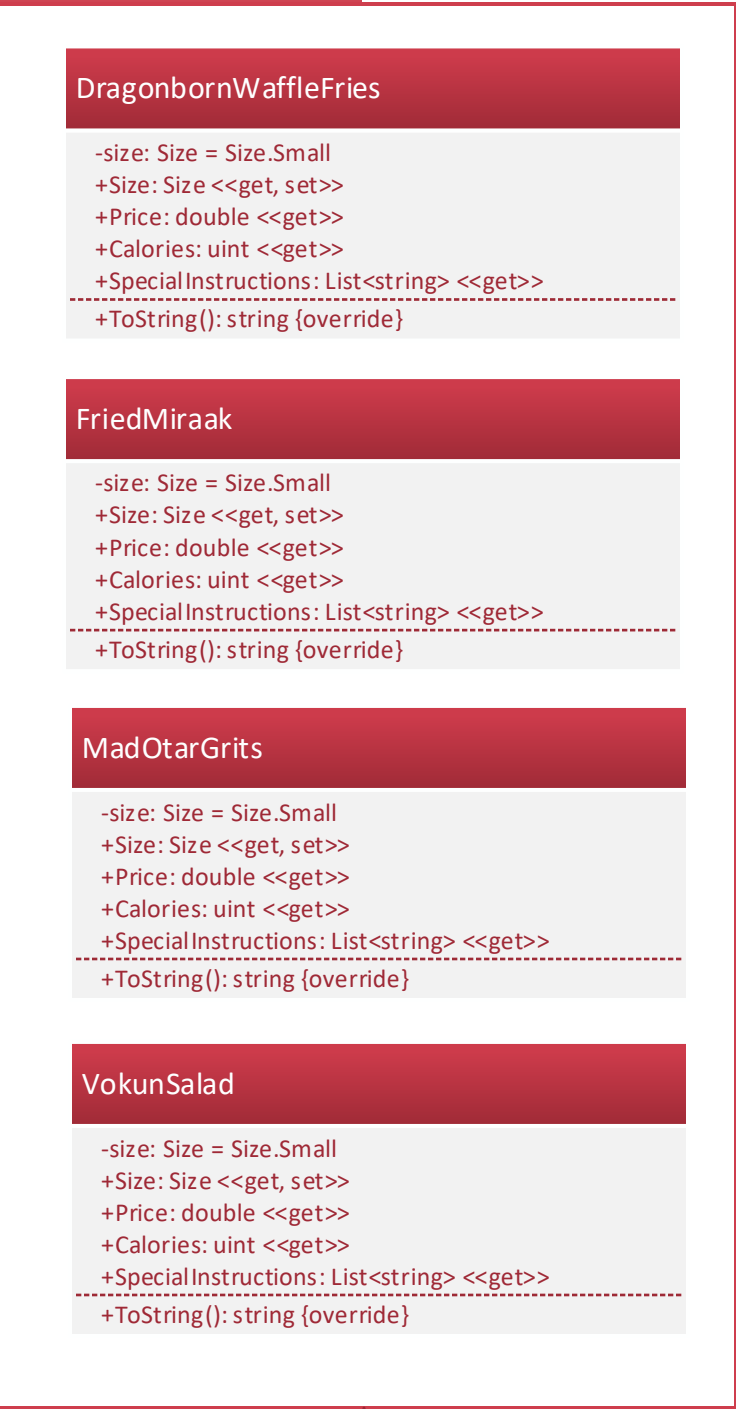 DragonbornWaffleFries
-size: Size = Size.Small
+Size: Size <<get, set>>
+Price: double <<get>>
+Calories: uint <<get>>
+SpecialInstructions: List<string> <<get>>
+ToString(): string {override}
FriedMiraak
-size: Size = Size.Small
+Size: Size <<get, set>>
+Price: double <<get>>
+Calories: uint <<get>>
+SpecialInstructions: List<string> <<get>>
+ToString(): string {override}
MadOtarGrits
-size: Size = Size.Small
+Size: Size <<get, set>>
+Price: double <<get>>
+Calories: uint <<get>>
+SpecialInstructions: List<string> <<get>>
+ToString(): string {override}
VokunSalad
-size: Size = Size.Small
+Size: Size <<get, set>>
+Price: double <<get>>
+Calories: uint <<get>>
+SpecialInstructions: List<string> <<get>>
+ToString(): string {override}